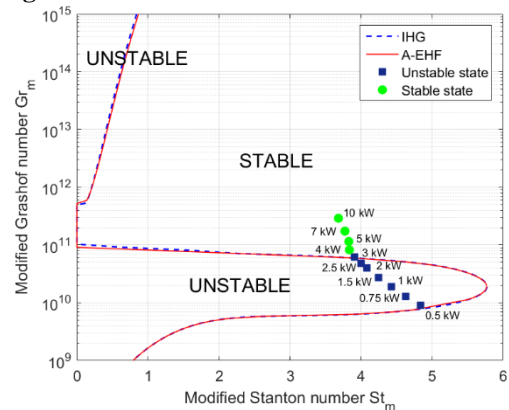 10^15
10^14
10^13
10^12
10^11
10^10
10^9
Modified Grashof number Gr_m
UNSTABLE
STABLE
UNSTABLE
IHG
A-EHF
Unstable state
Stable state
10 kW
7 kW
5 kW
4 kW
3 kW
2.5 kW
2 kW
1.5 kW
1 kW
0.75 kW
0.5 kW
0 1 2 3 4 5 6
Modified Stanton number St_m